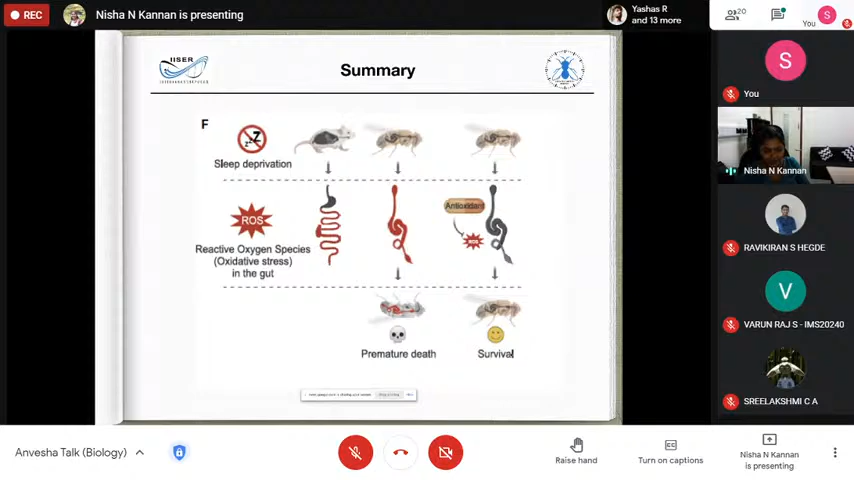 REC
Nisha N Kannan is presenting
Yashas R
and 13 more
20
You
IISER
Summary
F
zZ
Sleep deprivation
ROS
Reactive Oxygen Species
(Oxidative stress)
in the gut
Antioxidant
ROS
Premature death
Survival
S
You
Nisha N Kannan
RAVIKIRAN S HEGDE
V
VARUN RAJ S - IMS20240
SREELAKSHMI C A
Anvesha Talk (Biology)
Raise hand
Turn on captions
Nisha N Kannan
is presenting